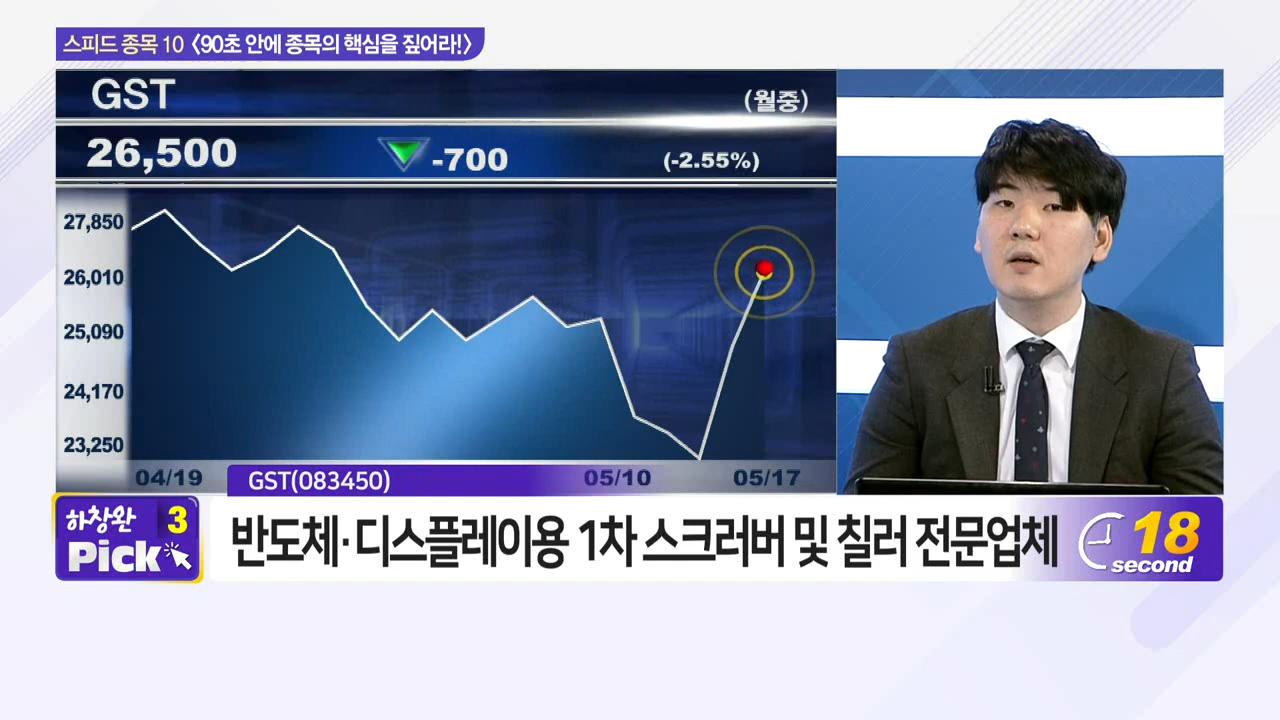 스피드 종목 10 <90초 안에 종목의 핵심을 짚어라!>
GST
(월중)
26,500
-700
(-2.55%)
27,850
26,010
25,090
24,170
23,250
04/19
05/10
05/17
GST(083450)
하창완 3
Pick
반도체·디스플레이용 1차 스크러버 및 칠러 전문업체
18
second